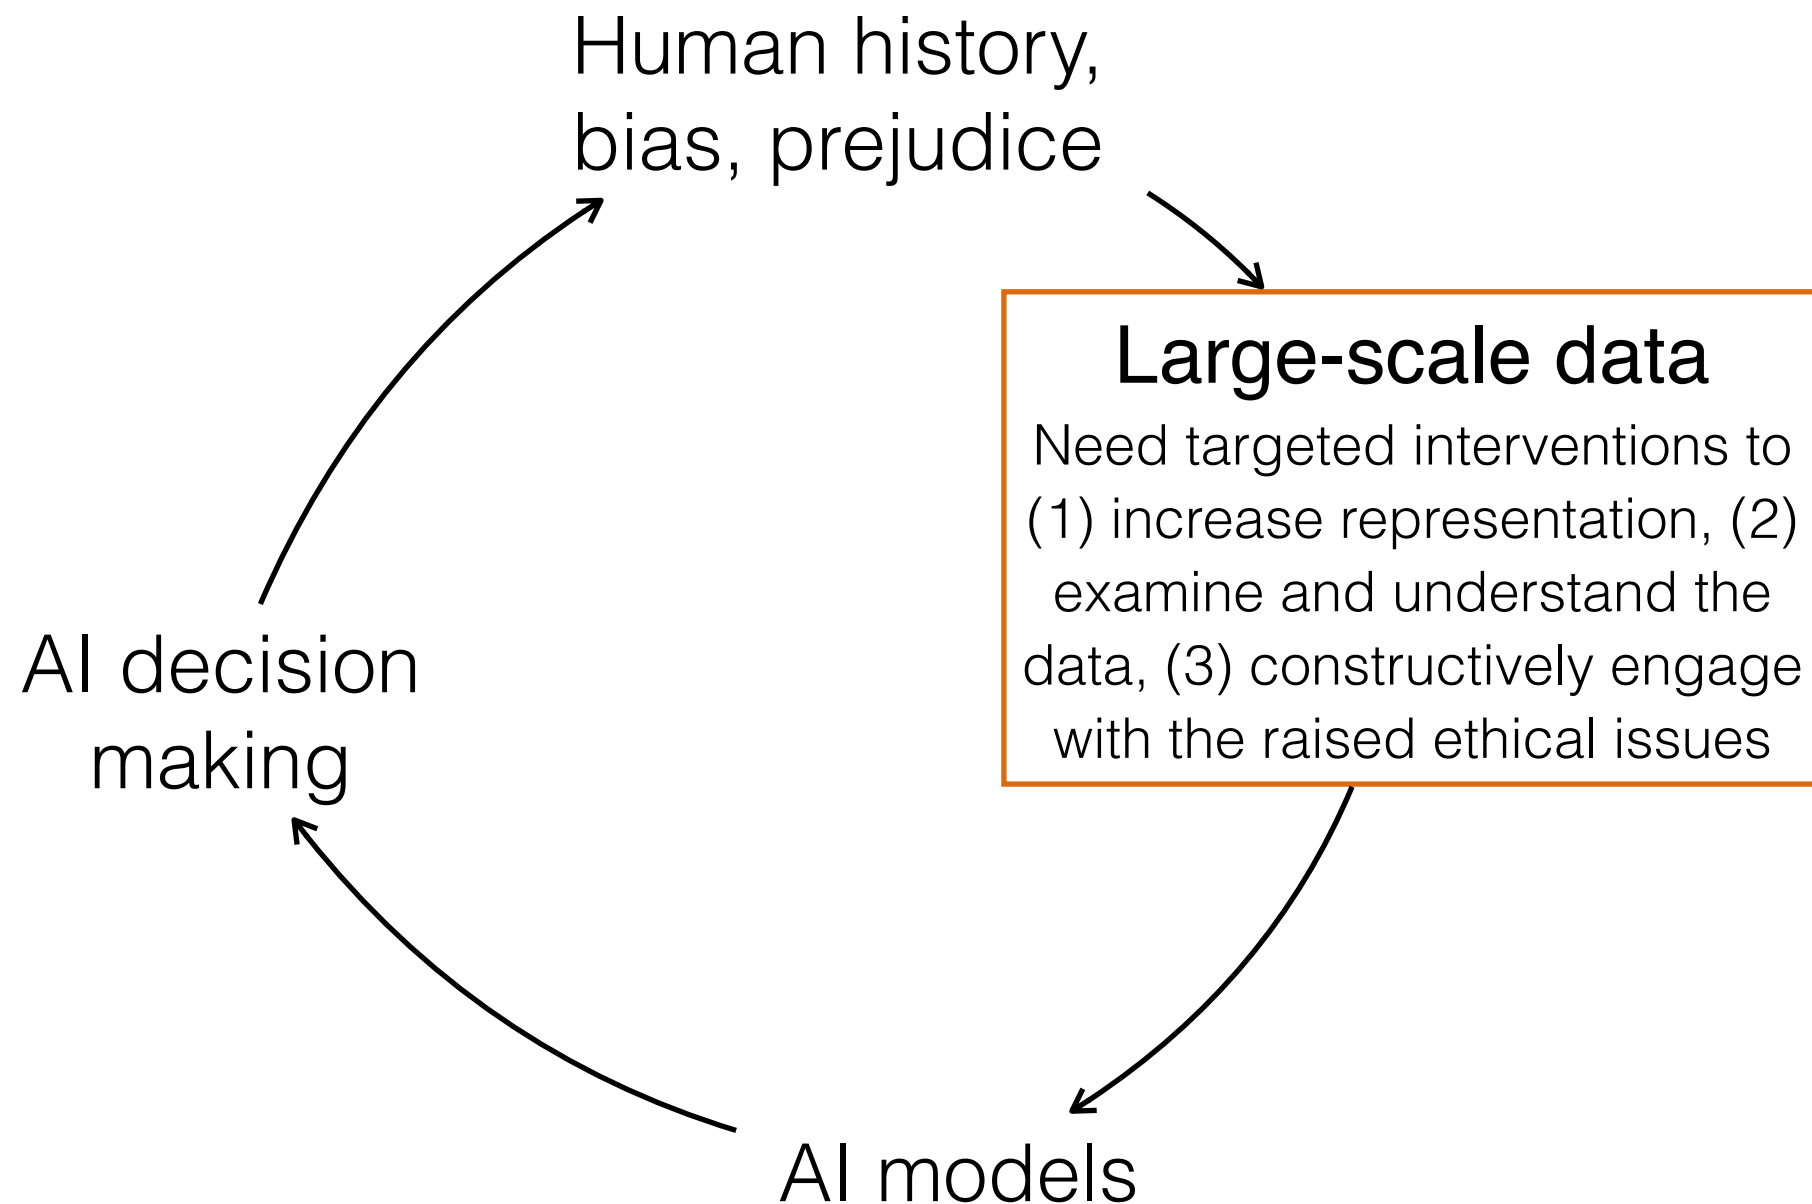 Human history,
bias, prejudice
Large-scale data
Need targeted interventions to
(1) increase representation, (2)
examine and understand the
data, (3) constructively engage
with the raised ethical issues
AI decision
making
AI models